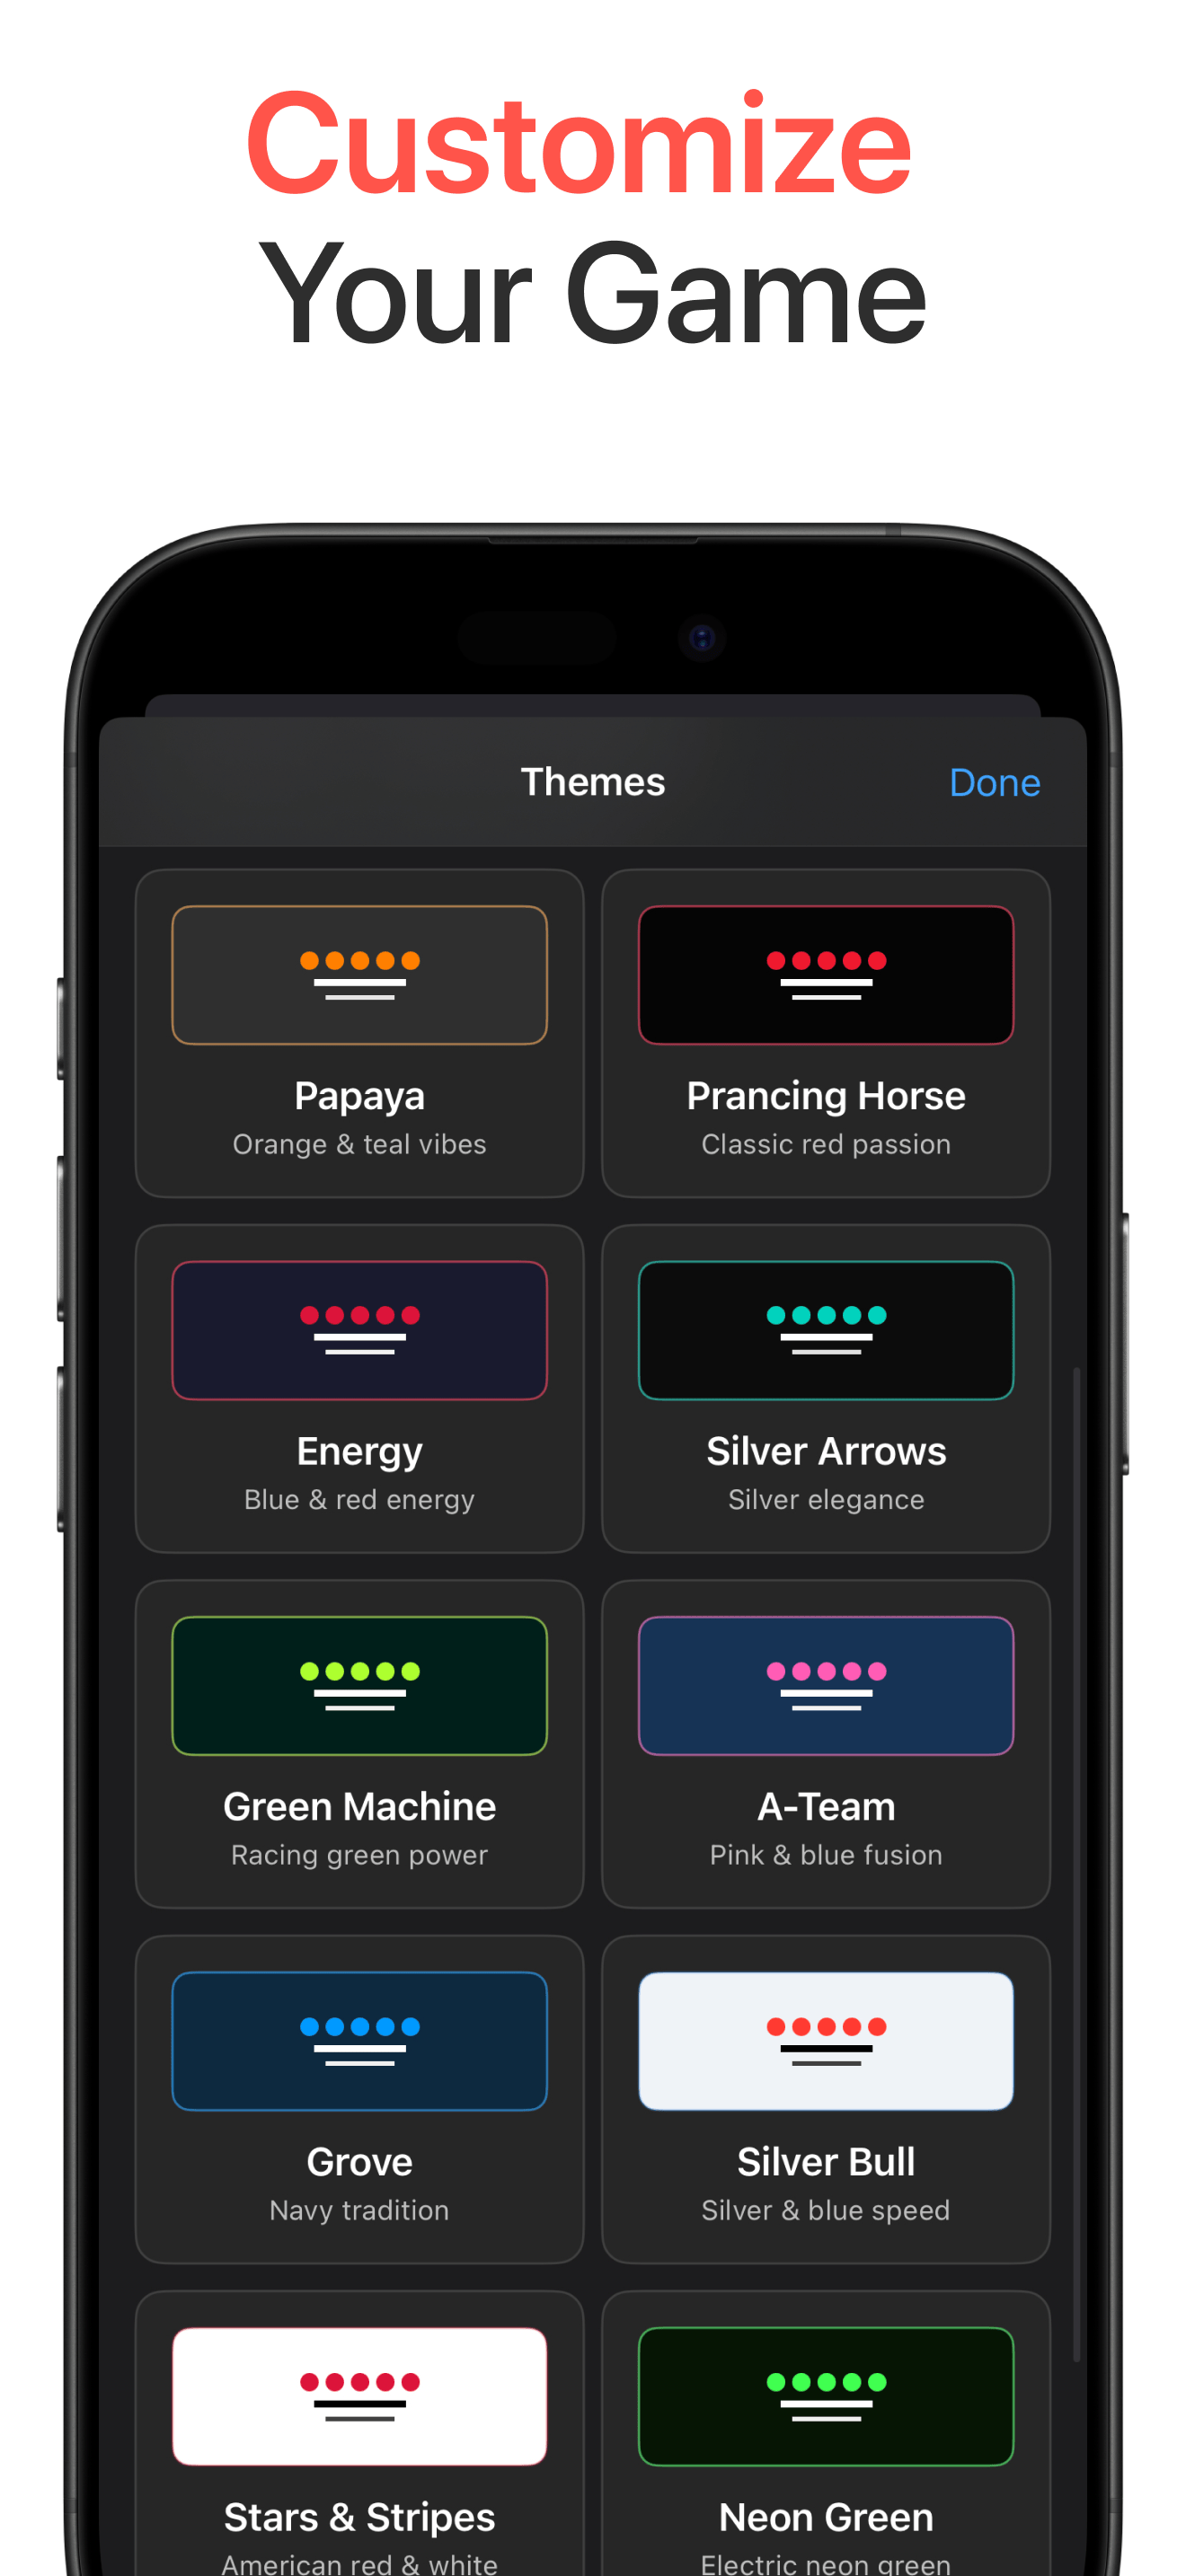 Customize
Your Game
Themes
Done
Papaya
Orange & teal vibes
Prancing Horse
Classic red passion
Energy
Blue & red energy
Silver Arrows
Silver elegance
Green Machine
Racing green power
A-Team
Pink & blue fusion
Grove
Navy tradition
Silver Bull
Silver & blue speed
Stars & Stripes
American red & white
Neon Green
Electric neon green